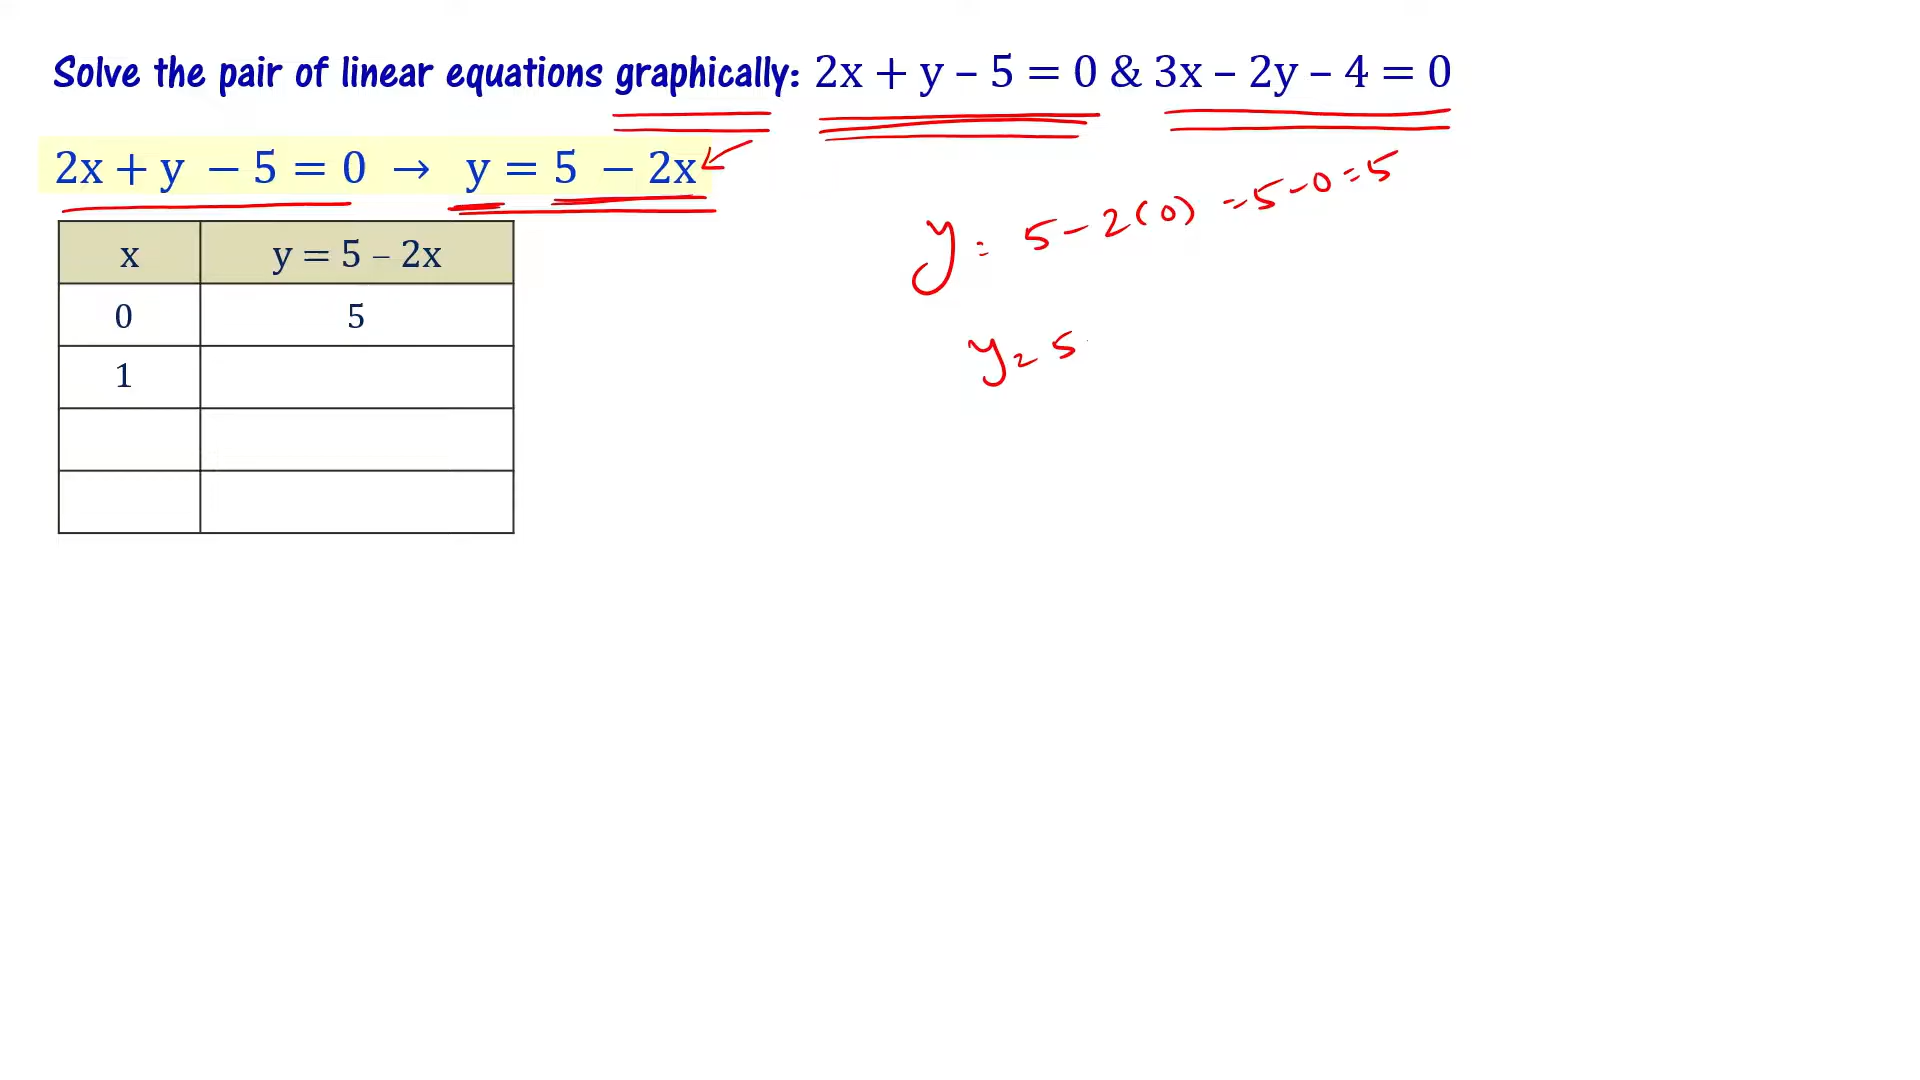 Solve the pair of linear equations graphically: 2x + y – 5 = 0 & 3x – 2y – 4 = 0
2x + y – 5 = 0 → y = 5 – 2x
y = 5 - 2(0) = 5 - 0 = 5
x y = 5 – 2x
0 5
y = 5
1